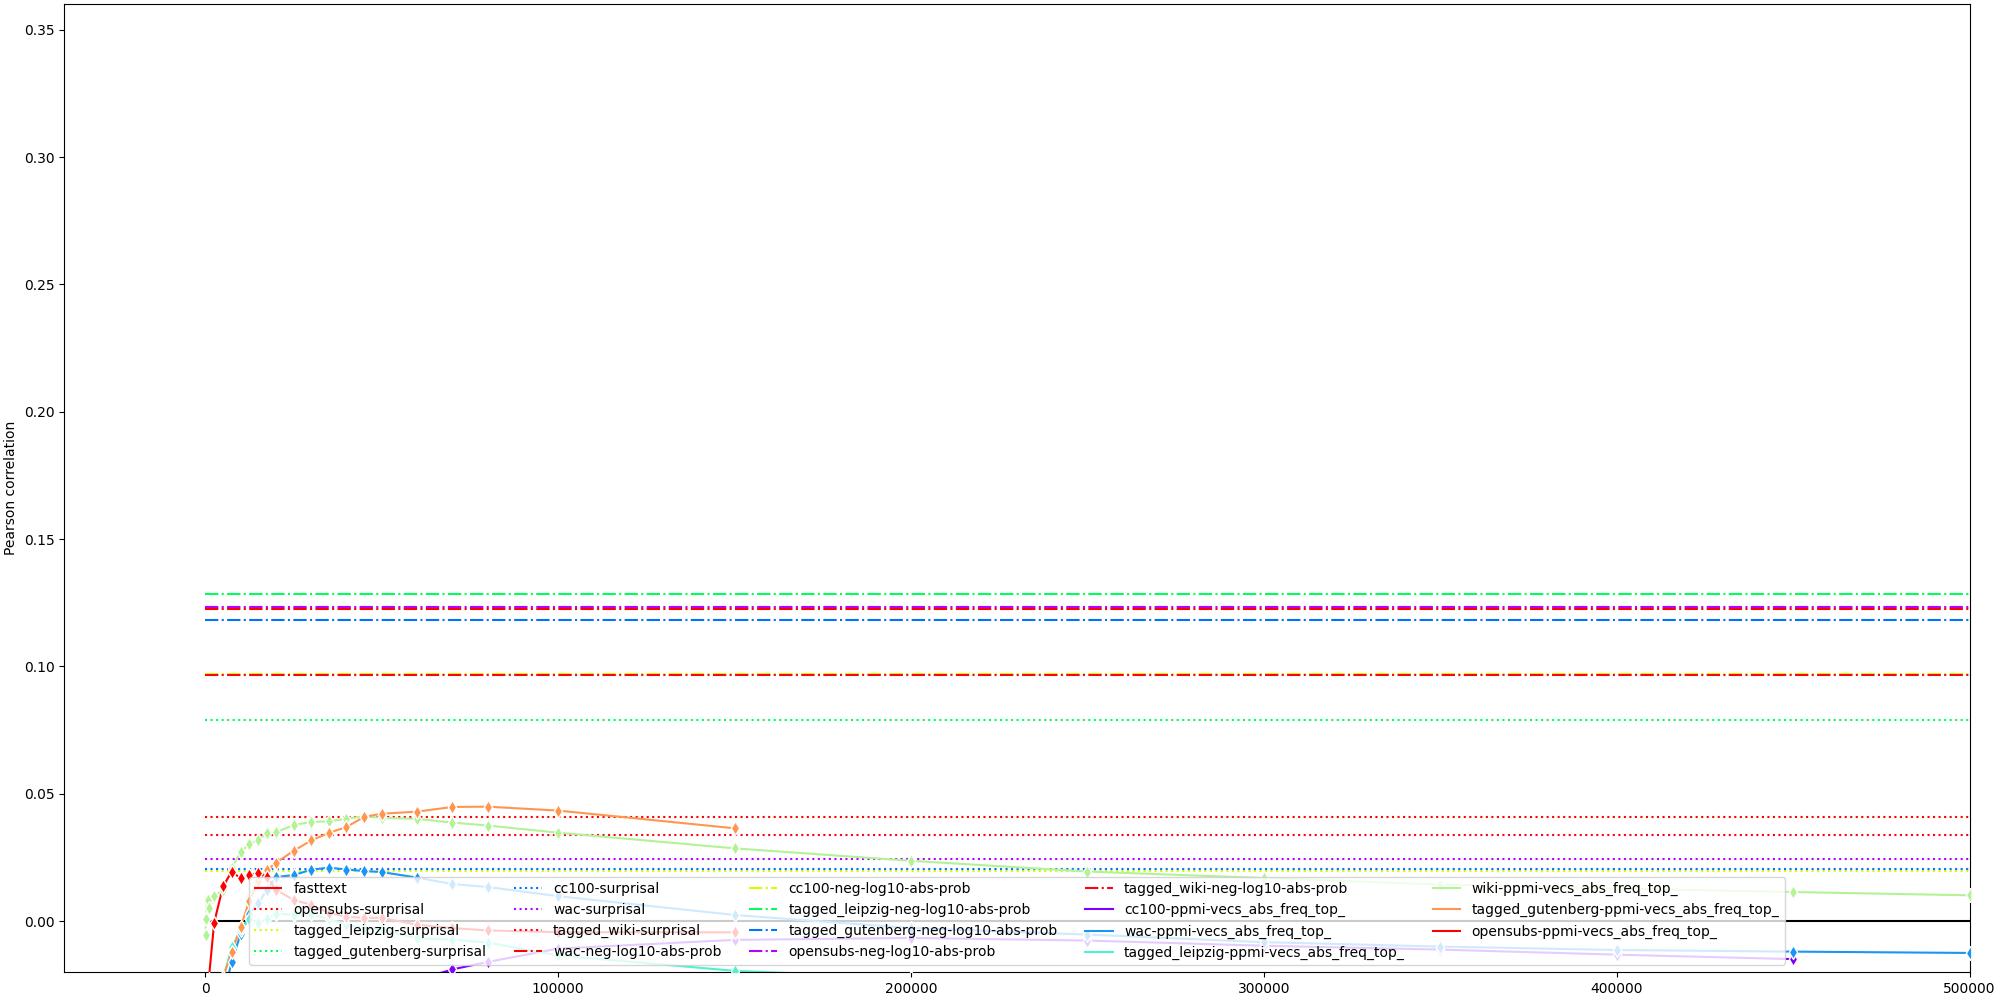 0.35
0.30
0.25
0.20
0.15
0.10
0.05
0.00
Pearson correlation
fasttext
opensubs-surprisal
tagged_leipzig-surprisal
tagged_gutenberg-surprisal
cc100-surprisal
wac-surprisal
tagged_wiki-surprisal
wac-neg-log10-abs-prob
cc100-neg-log10-abs-prob
tagged_leipzig-neg-log10-abs-prob
tagged_gutenberg-neg-log10-abs-prob
opensubs-neg-log10-abs-prob
tagged_wiki-neg-log10-abs-prob
cc100-ppmi-vecs_abs_freq_top_
wac-ppmi-vecs_abs_freq_top_
tagged_leipzig-ppmi-vecs_abs_freq_top_
wiki-ppmi-vecs_abs_freq_top_
tagged_gutenberg-ppmi-vecs_abs_freq_top_
opensubs-ppmi-vecs_abs_freq_top_
0 100000 200000 300000 400000 500000